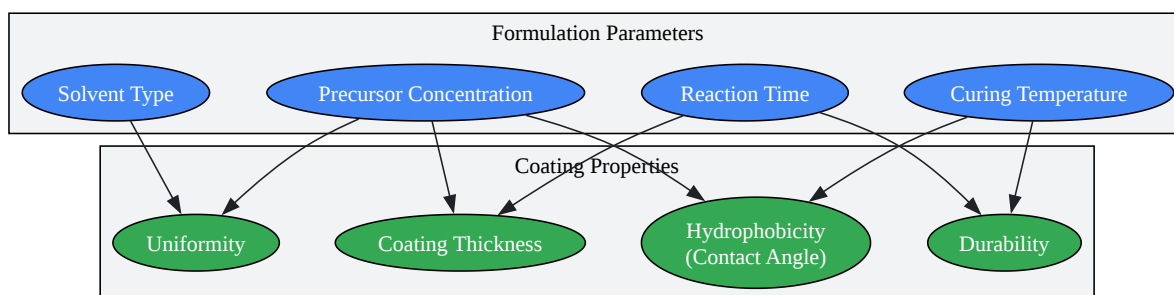 Formulation Parameters
Solvent Type
Precursor Concentration
Reaction Time
Curing Temperature
Coating Properties
Uniformity
Coating Thickness
Hydrophobicity
(Contact Angle)
Durability